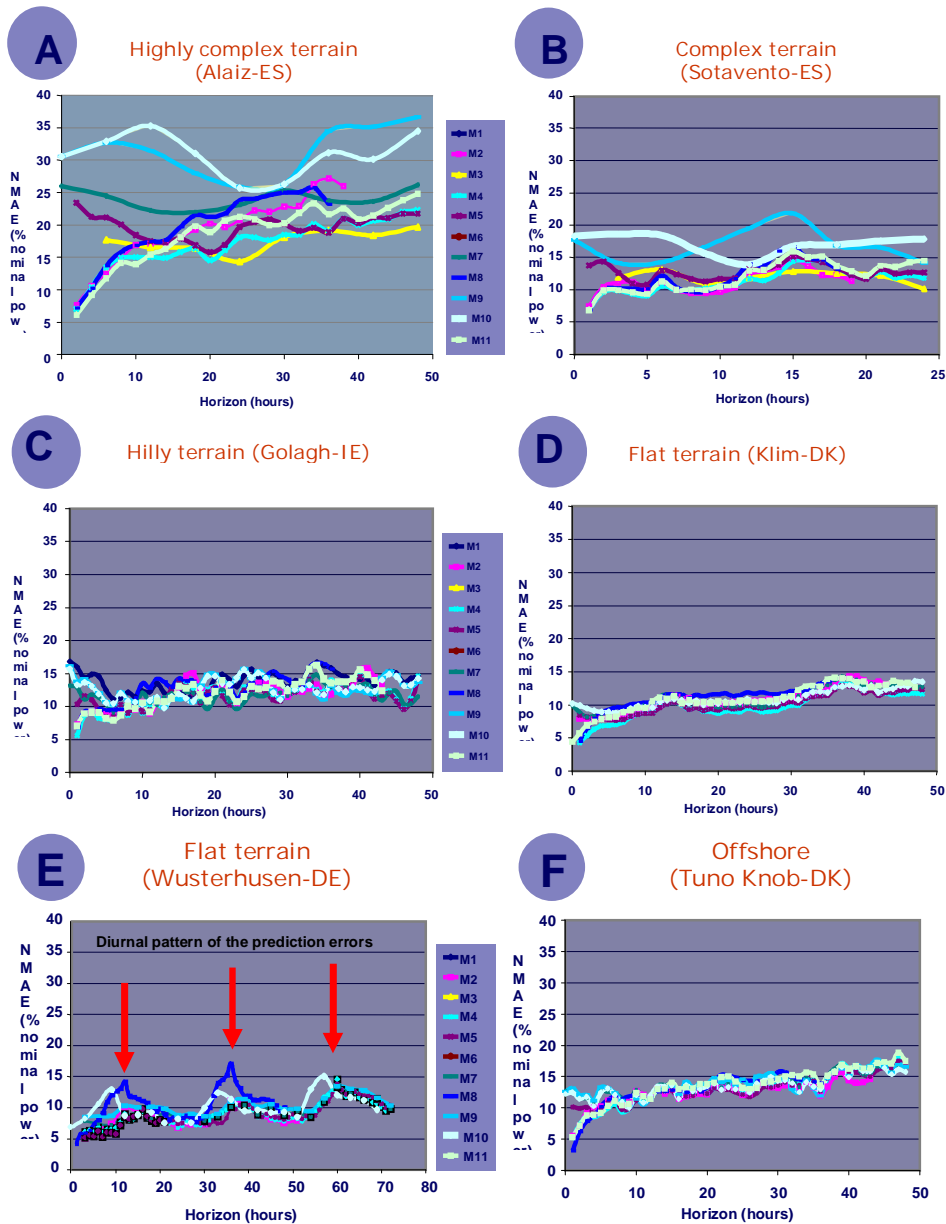 A
Highly complex terrain
(Alaiz-ES)
B
Complex terrain
(Sotavento-ES)
40
35
30
25
20
15
10
5
0
N
M
A
E
(%
no
mi
na
l
po
w
0 10 20 30 40 50
Horizon (hours)
M1
M2
M3
M4
M5
M6
M7
M8
M9
M10
M11
40
35
30
25
20
15
10
5
0
N
M
A
E
(%
no
mi
na
l
po
w
0 5 10 15 20 25
Horizon (hours)
C
Hilly terrain (Golagh-IE)
D
Flat terrain (Klim-DK)
40
35
30
25
20
15
10
5
0
N
M
A
E
(%
no
mi
na
l
po
w
0 10 20 30 40 50
Horizon (hours)
M1
M2
M3
M4
M5
M6
M7
M8
M9
M10
M11
40
35
30
25
20
15
10
5
0
N
M
A
E
(%
no
mi
na
l
po
w
0 10 20 30 40 50
Horizon (hours)
E
Flat terrain
(Wusterhusen-DE)
F
Offshore
(Tuno Knob-DK)
40
35
30
25
20
15
10
5
0
N
M
A
E
(%
no
mi
na
l
po
w
er)
Diurnal pattern of the prediction errors
0 10 20 30 40 50 60 70 80
Horizon (hours)
M1
M2
M3
M4
M5
M6
M7
M8
M9
M10
M11
40
35
30
25
20
15
10
5
0
N
M
A
E
(%
no
mi
na
l
po
w
0 10 20 30 40 50
Horizon (hours)